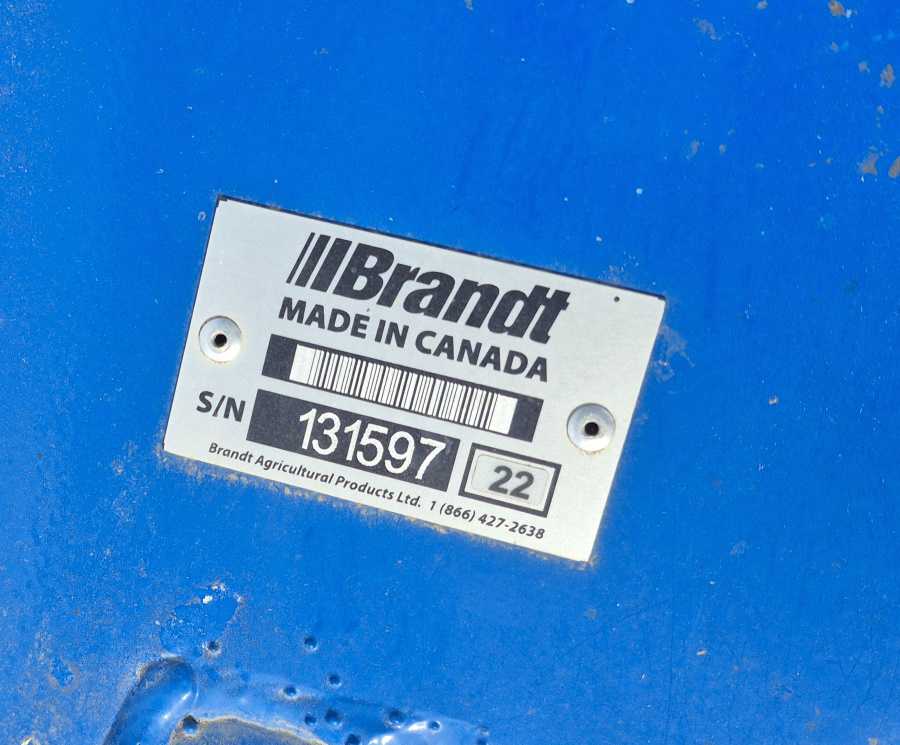 Brandt
MADE IN CANADA
S/N 131597 22
Brandt Agricultural Products Ltd. 1 (866) 427-2638